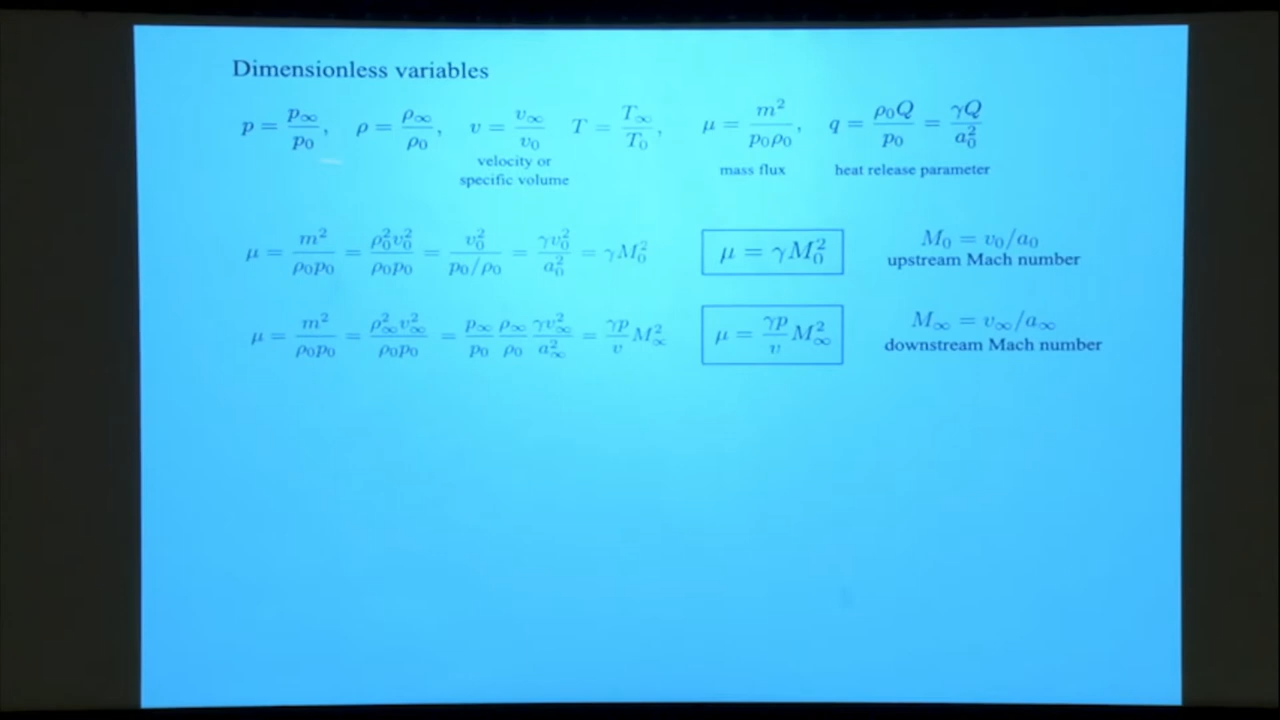 Dimensionless variables
p = p∞/p₀, ρ = ρ∞/ρ₀, v = v∞/v₀ T = T∞/T₀, μ = m²/p₀ρ₀, q = ρ₀Q/p₀ = γQ/a₀²
velocity or
specific volume
mass flux
heat release parameter
μ = m²/ρ₀p₀ = ρ₀²v₀²/ρ₀p₀ = v₀²/p₀/ρ₀ = γv₀²/a₀² = γM₀²
μ = γM₀²
M₀ = v₀/a₀
upstream Mach number
μ = m²/ρ₀p₀ = ρ∞²v∞²/ρ₀p₀ = p∞/p₀ ρ∞/ρ₀ γv∞²/a∞² = γp/v M∞²
μ = γp/v M∞²
M∞ = v∞/a∞
downstream Mach number